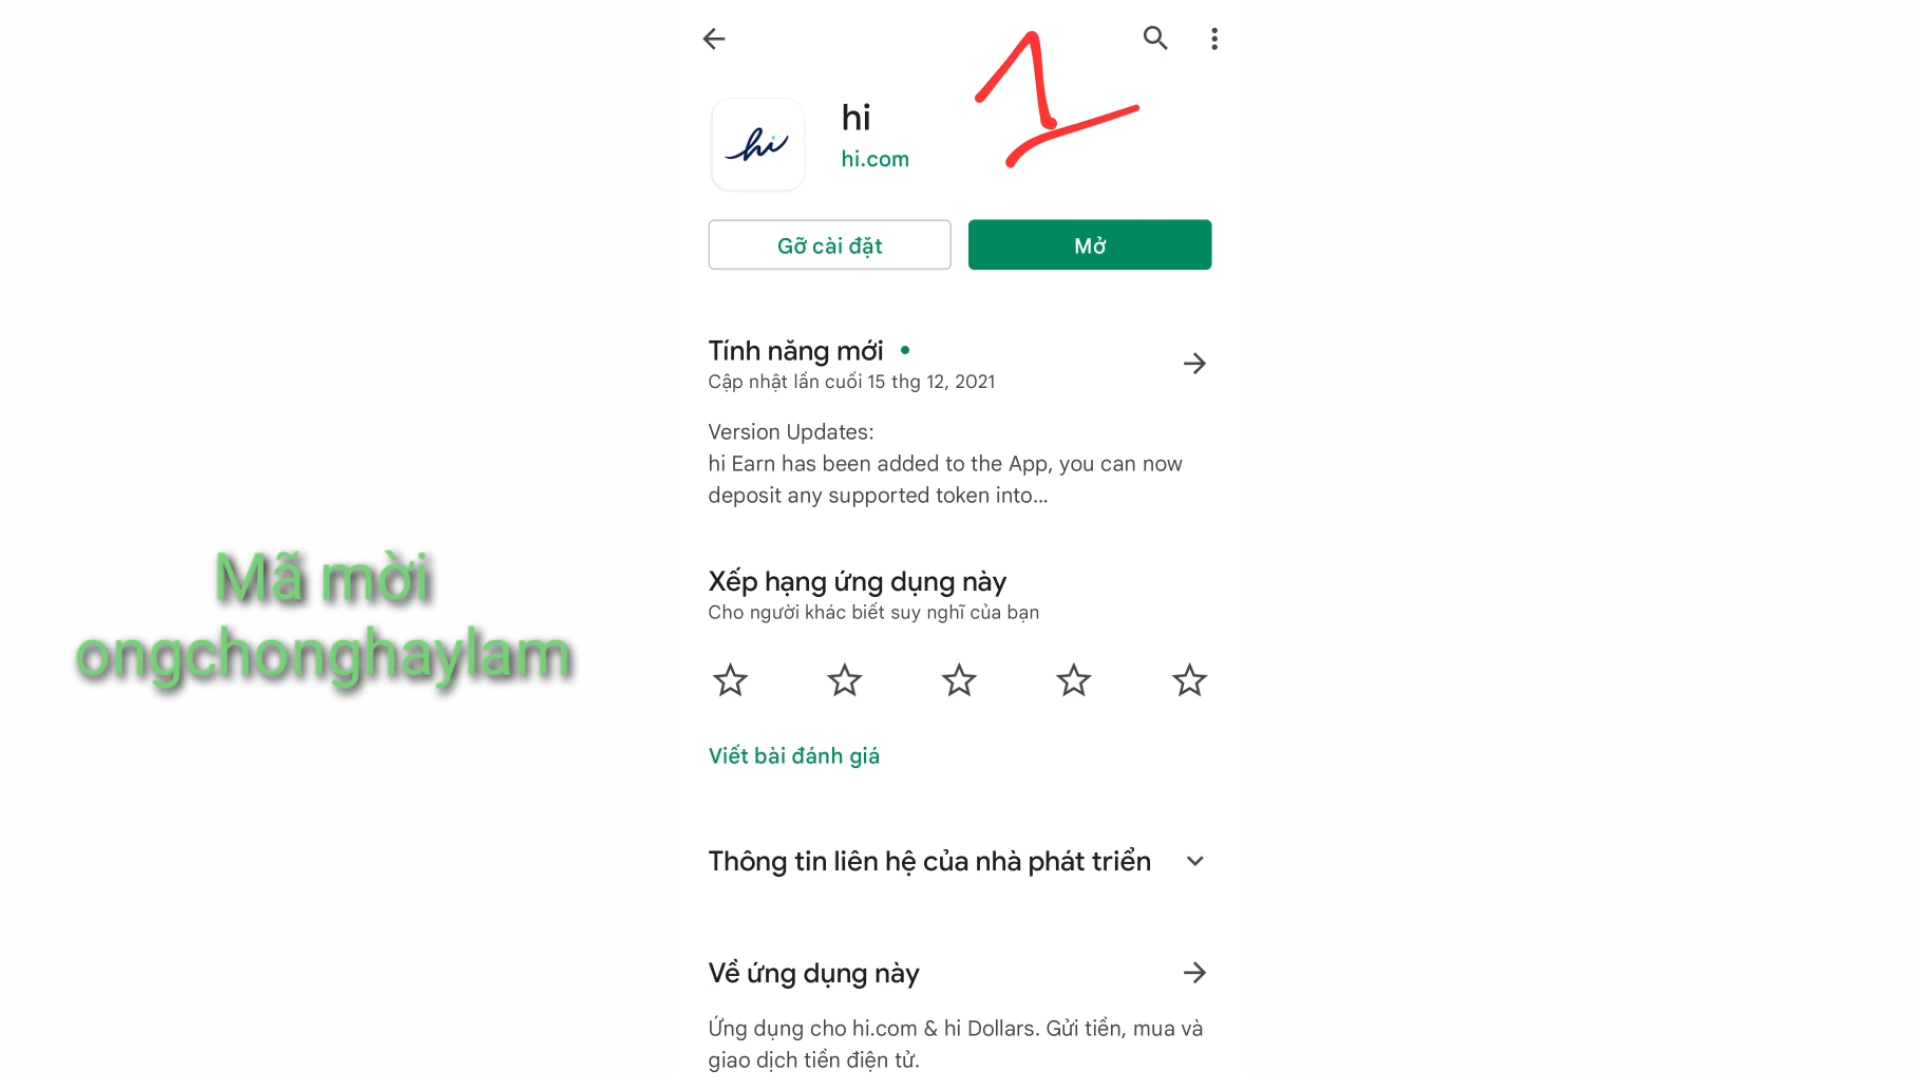 1
hi
hi
hi.com
Gỡ cài đặt
Mở
Tính năng mới
Cập nhật lần cuối 15 thg 12, 2021
Version Updates:
hi Earn has been added to the App, you can now
deposit any supported token into...
Mã mời
ongchonghaylam
Xếp hạng ứng dụng này
Cho người khác biết suy nghĩ của bạn
Viết bài đánh giá
Thông tin liên hệ của nhà phát triển
Về ứng dụng này
Ứng dụng cho hi.com & hi Dollars. Gửi tiền, mua và
giao dịch tiền điện tử.